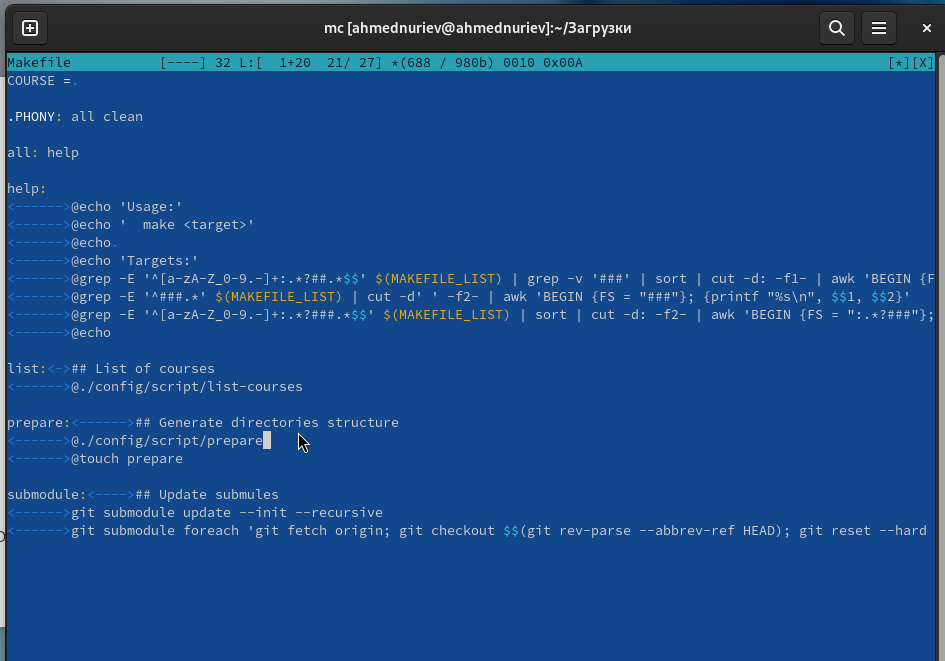 mc [ahmednuriev@ahmednuriev]:~/Загрузки
Makefile [----] 32 L:[ 1+20 21/ 27] *(688 / 980b) 0010 0x00A [*][X]
COURSE =.
.PHONY: all clean
all: help
help:
<------>@echo 'Usage:'
<------>@echo '  make <target>'
<------>@echo.
<------>@echo 'Targets:'
<------>@grep -E '^[a-zA-Z_0-9.-]+:.*?##.*$$' $(MAKEFILE_LIST) | grep -v '###' | sort | cut -d: -f1- | awk 'BEGIN {F
<------>@grep -E '^###.*' $(MAKEFILE_LIST) | cut -d' ' -f2- | awk 'BEGIN {FS = "###"}; {printf "%s\n", $$1, $$2}'
<------>@grep -E '^[a-zA-Z_0-9.-]+:.*?###.*$$' $(MAKEFILE_LIST) | sort | cut -d: -f2- | awk 'BEGIN {FS = ":.*?###"};
<------>@echo
list:<->## List of courses
<------>@./config/script/list-courses
prepare:<------>## Generate directories structure
<------>@./config/script/prepare
<------>@touch prepare
submodule:<---->## Update submules
<------>git submodule update --init --recursive
<------>git submodule foreach 'git fetch origin; git checkout $$(git rev-parse --abbrev-ref HEAD); git reset --hard